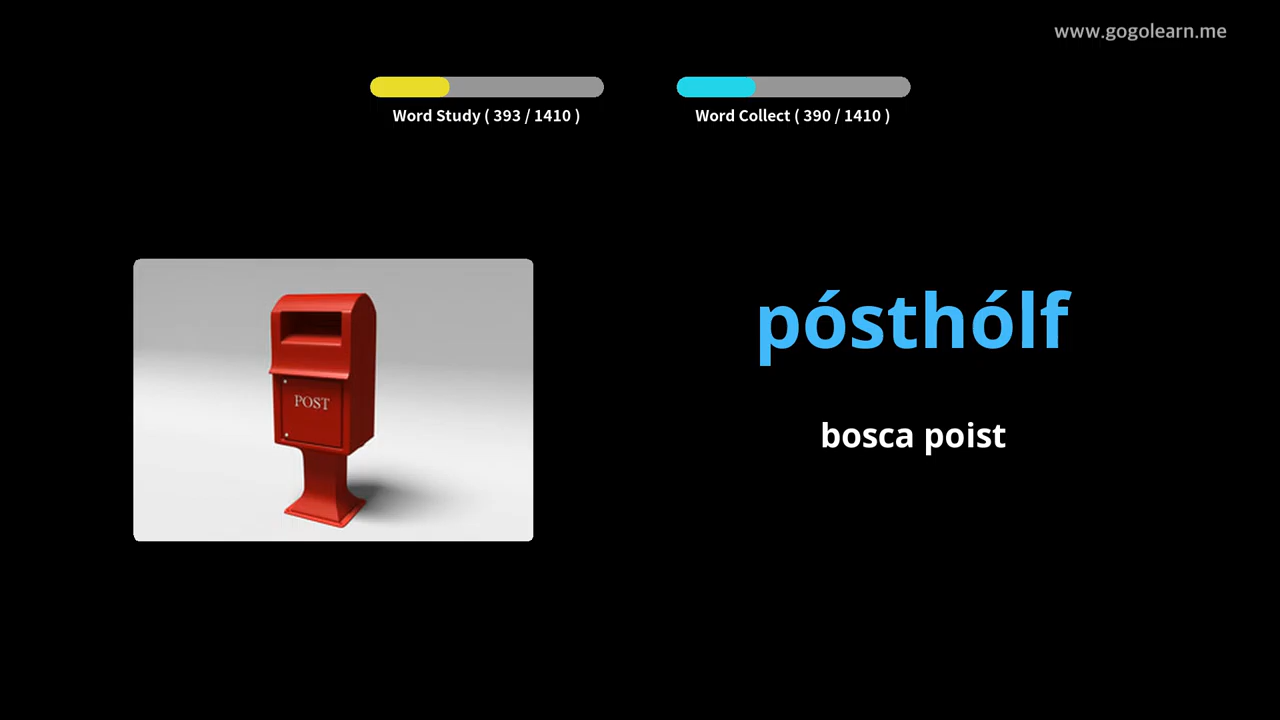 www.gogolearn.me
Word Study ( 393 / 1410 )
Word Collect ( 390 / 1410 )
POST
pósthólf
bosca poist